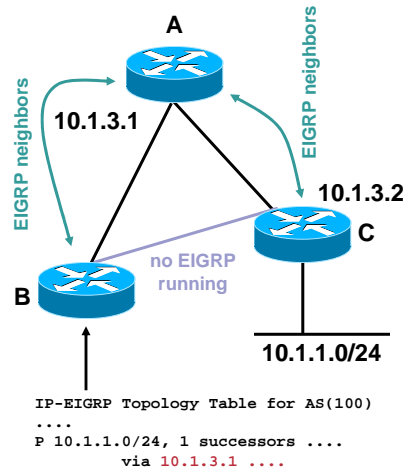 A
EIGRP neighbors
EIGRP neighbors
10.1.3.1
10.1.3.2
C
no EIGRP
running
B
10.1.1.0/24
IP-EIGRP Topology Table for AS(100)
....
P 10.1.1.0/24, 1 successors ....
via 10.1.3.1 ....